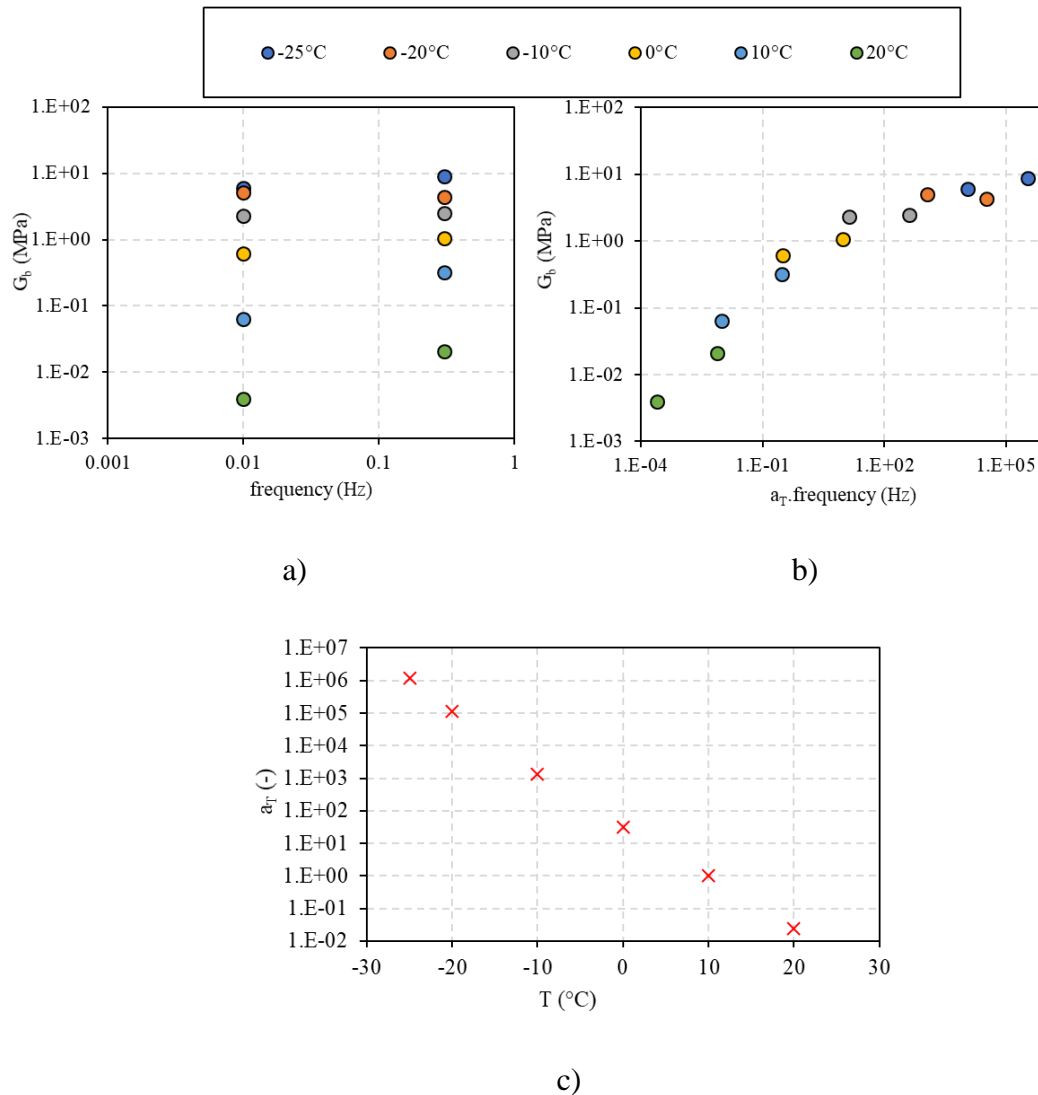 -25°C -20°C -10°C 0°C 10°C 20°C
1.E+02
1.E+01
1.E+00
1.E-01
1.E-02
1.E-03
G_b (MPa)
0.001 0.01 0.1 1
frequency (Hz)
a)
1.E+02
1.E+01
1.E+00
1.E-01
1.E-02
1.E-03
G_b (MPa)
1.E-04 1.E-01 1.E+02 1.E+05
a_T.frequency (Hz)
b)
1.E+07
1.E+06
1.E+05
1.E+04
1.E+03
1.E+02
1.E+01
1.E+00
1.E-01
1.E-02
a_T (-)
-30 -20 -10 0 10 20 30
T (°C)
c)